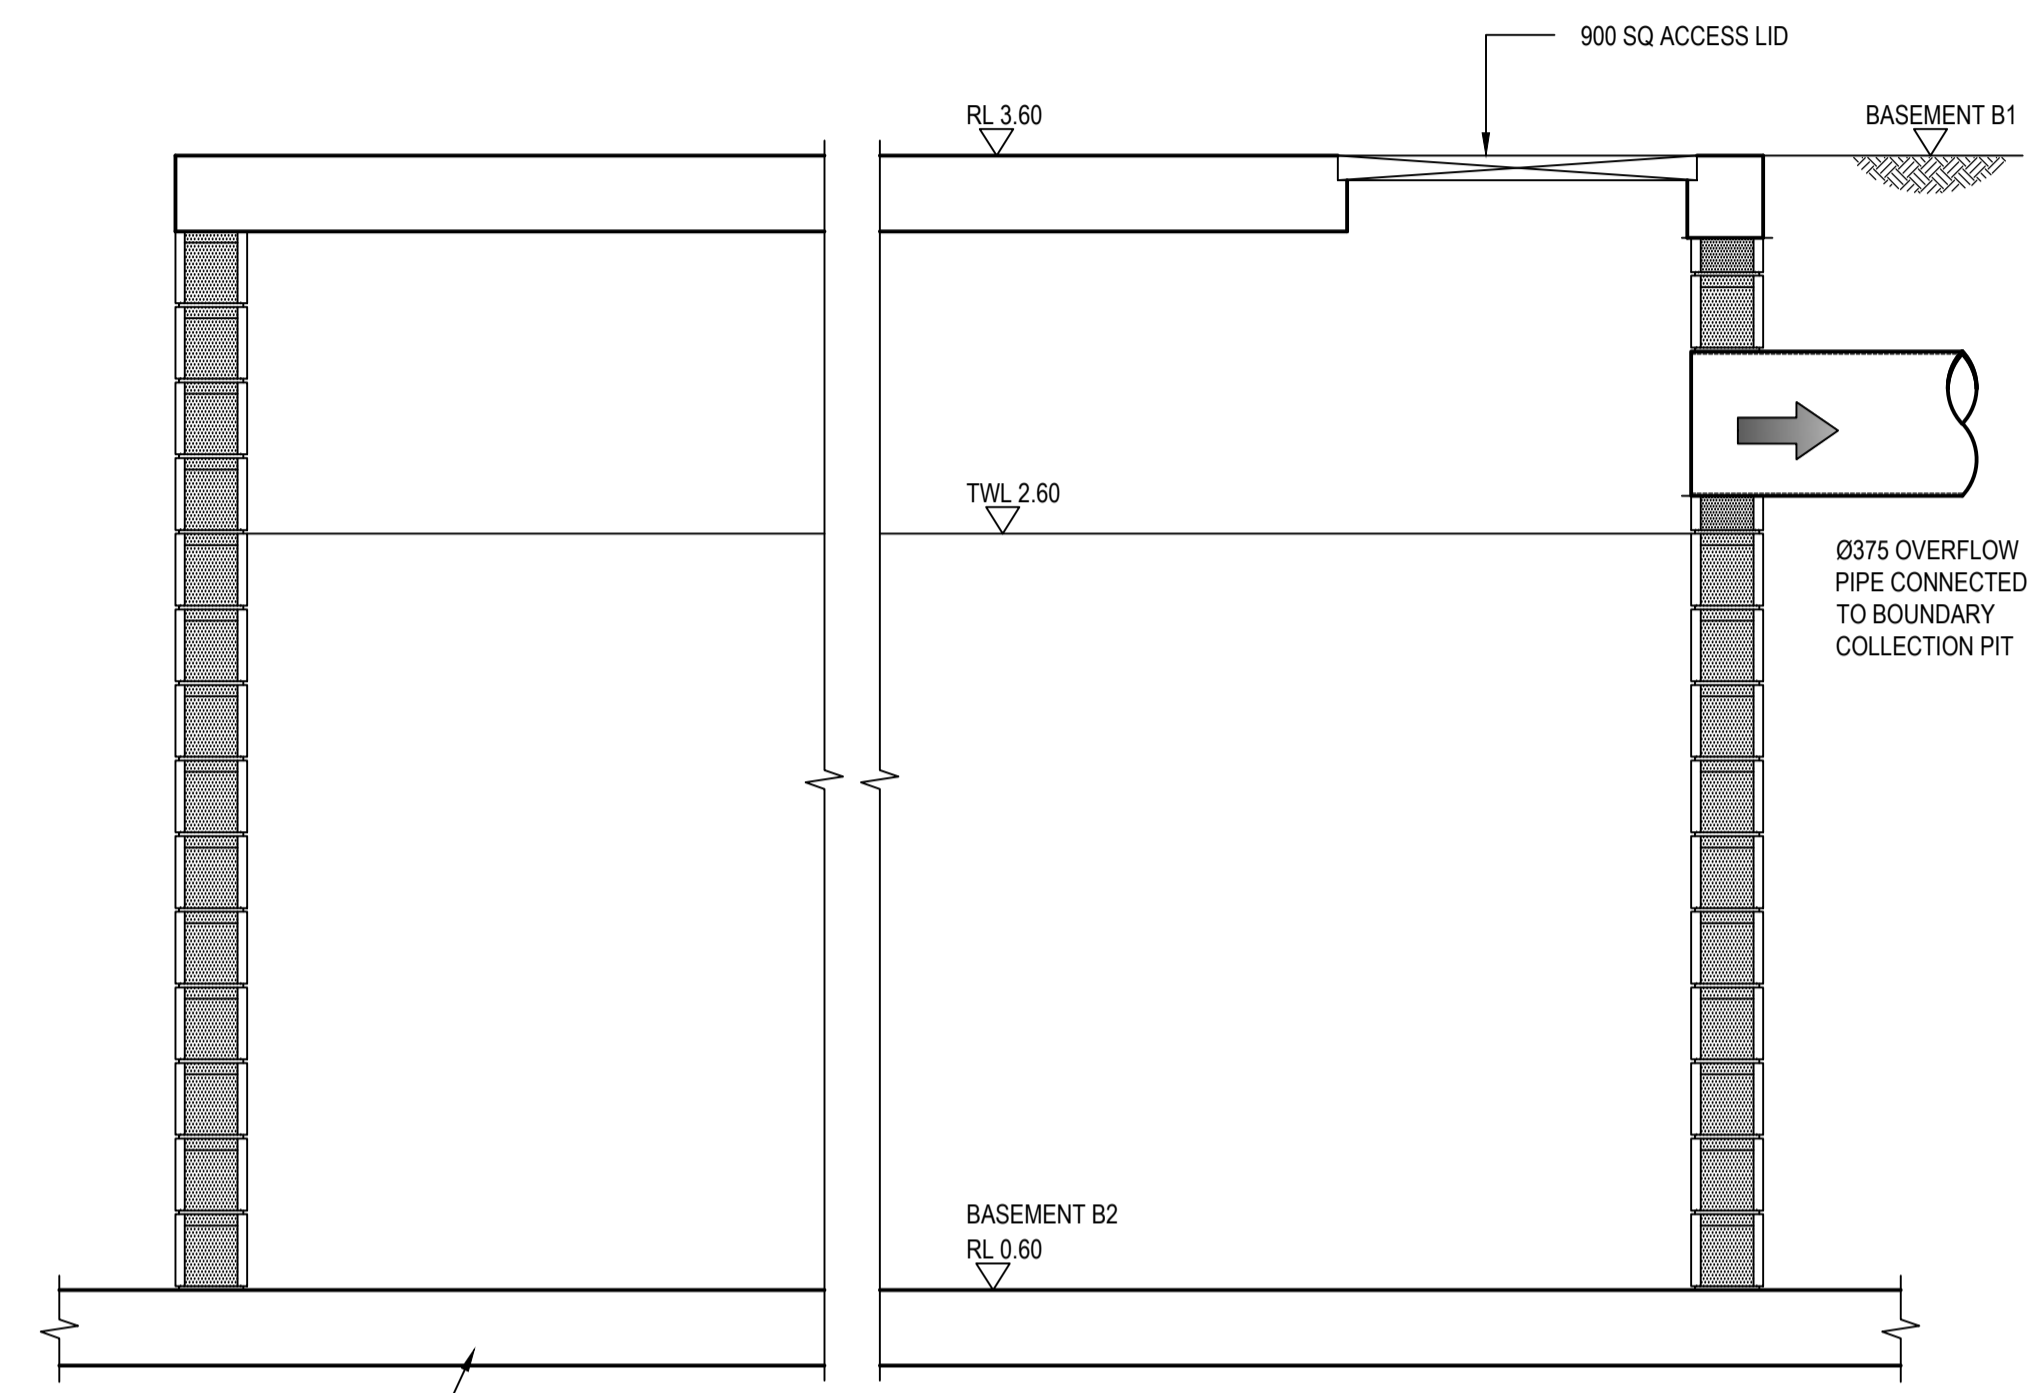 900 SQ ACCESS LID
RL 3.60
BASEMENT B1
TWL 2.60
Ø375 OVERFLOW
PIPE CONNECTED
TO BOUNDARY
COLLECTION PIT
BASEMENT B2
RL 0.60